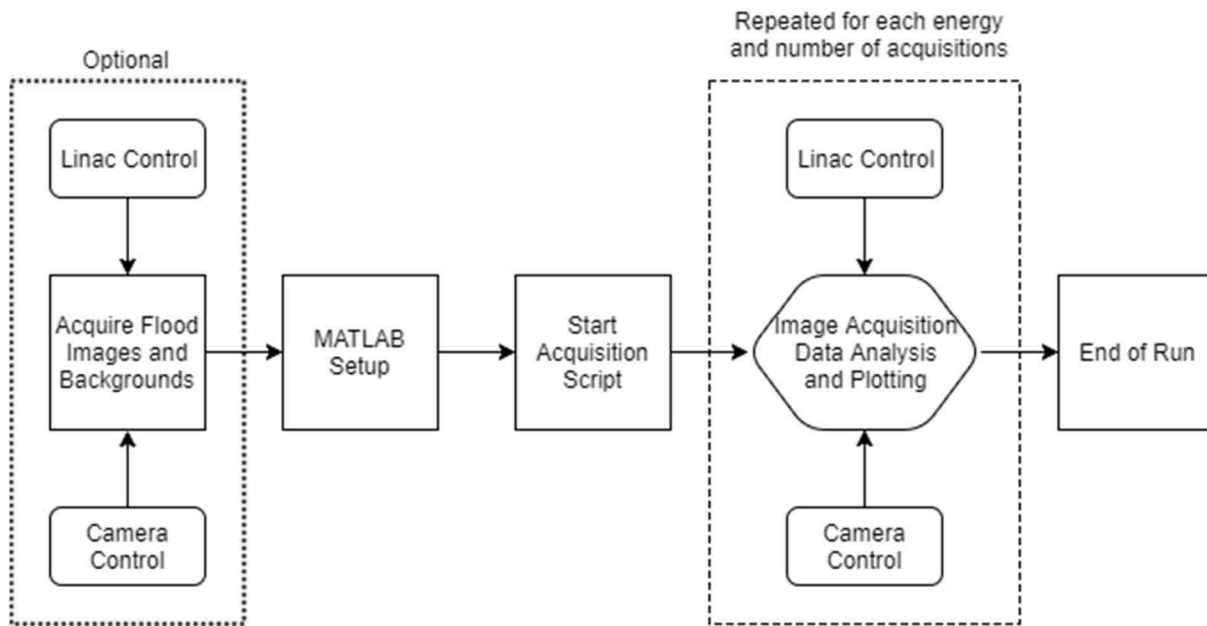 Optional
Linac Control
Acquire Flood
Images and
Backgrounds
Camera
Control
MATLAB
Setup
Start
Acquisition
Script
Repeated for each energy
and number of acquisitions
Linac Control
Image Acquisition
Data Analysis
and Plotting
Camera
Control
End of Run